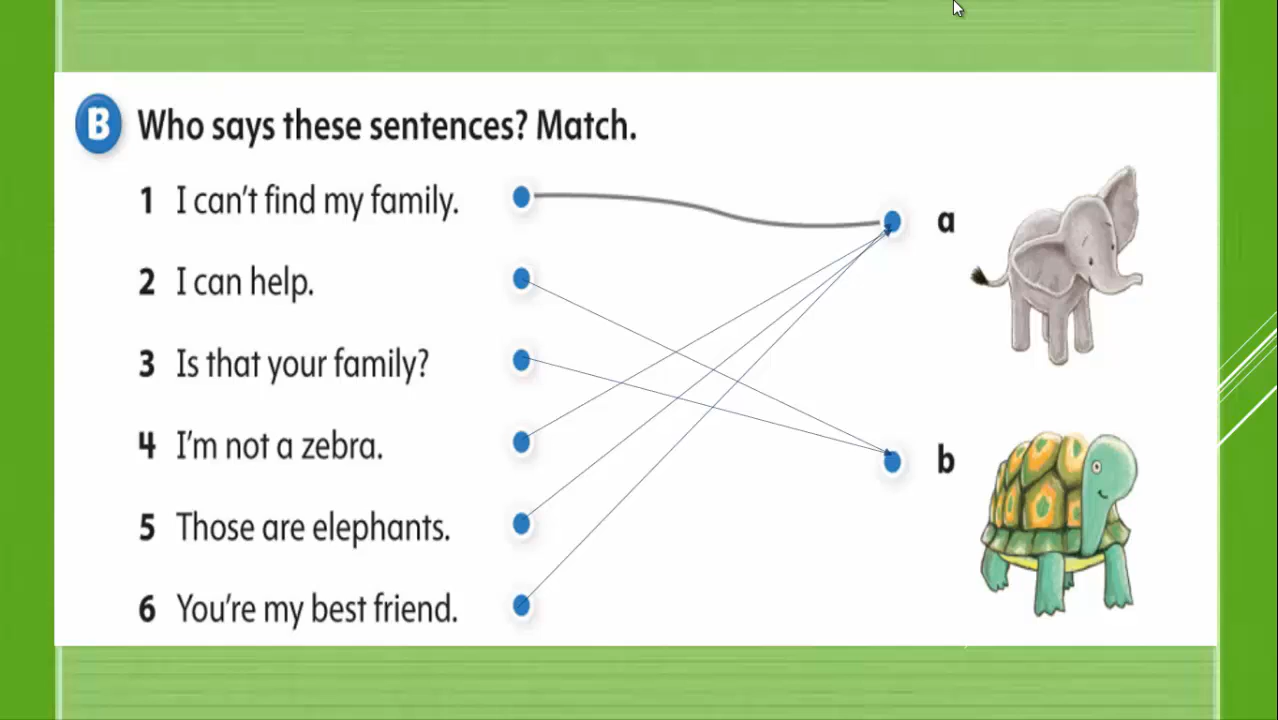 B Who says these sentences? Match.
1 I can't find my family.
a
2 I can help.
3 Is that your family?
4 I'm not a zebra.
b
5 Those are elephants.
6 You're my best friend.